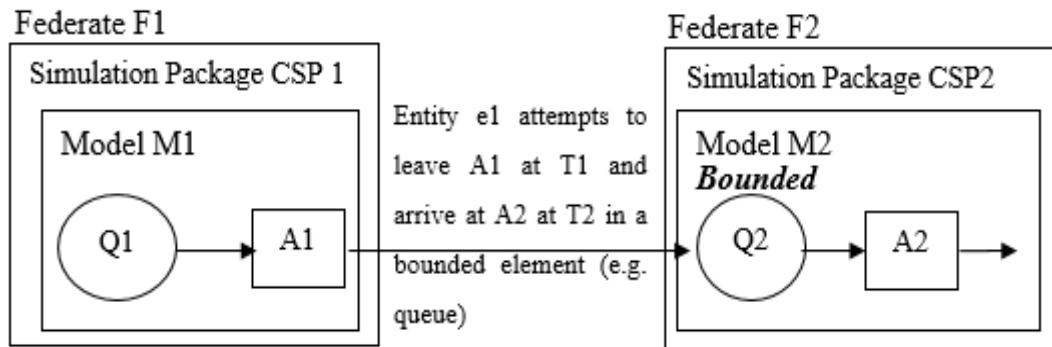 Federate F1
Simulation Package CSP 1
Model M1
Q1
A1
Entity e1 attempts to
leave A1 at T1 and
arrive at A2 at T2 in a
bounded element (e.g.
queue)
Federate F2
Simulation Package CSP2
Model M2
Bounded
Q2
A2